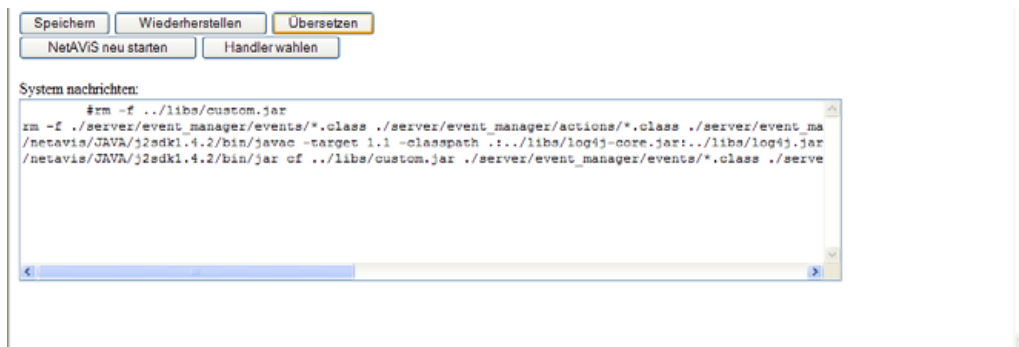 Speichern Wiederherstellen Übersetzen
NetAViS neu starten Handler wahlen
System nachrichten:
#rm -f ../libs/custom.jar
rm -f ./server/event_manager/events/*.class ./server/event_manager/actions/*.class ./server/event_ma
/netavis/JAVA/j2sdk1.4.2/bin/javac -target 1.1 -classpath .:../libs/log4j-core.jar:../libs/log4j.jar
/netavis/JAVA/j2sdk1.4.2/bin/jar cf ../libs/custom.jar ./server/event_manager/events/*.class ./serve